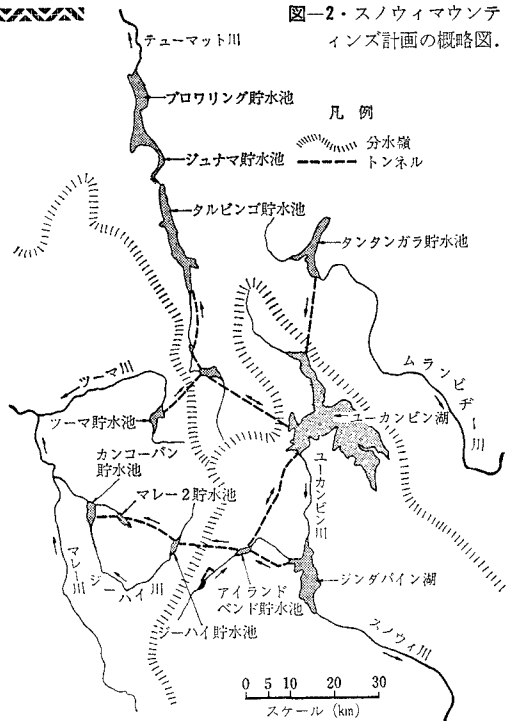 図—2・スノウィマウンテ
ィンズ計画の概略図.
テューマット川
ブロワリング貯水池
凡 例
分水嶺
トンネル
ジュナマ貯水池
タルビンゴ貯水池
タンタンガラ貯水池
ムランビヂー川
ツーマ川
ツーマ貯水池
ユーカンビン湖
カンコーバン
貯水池
マレー2貯水池
ユーカンビン川
マレー川
ジーハイ川
アイランド
ベンド貯水池
ジンダバイン湖
ジーハイ貯水池
スノウィ川
0 5 10 20 30
スケール (km)